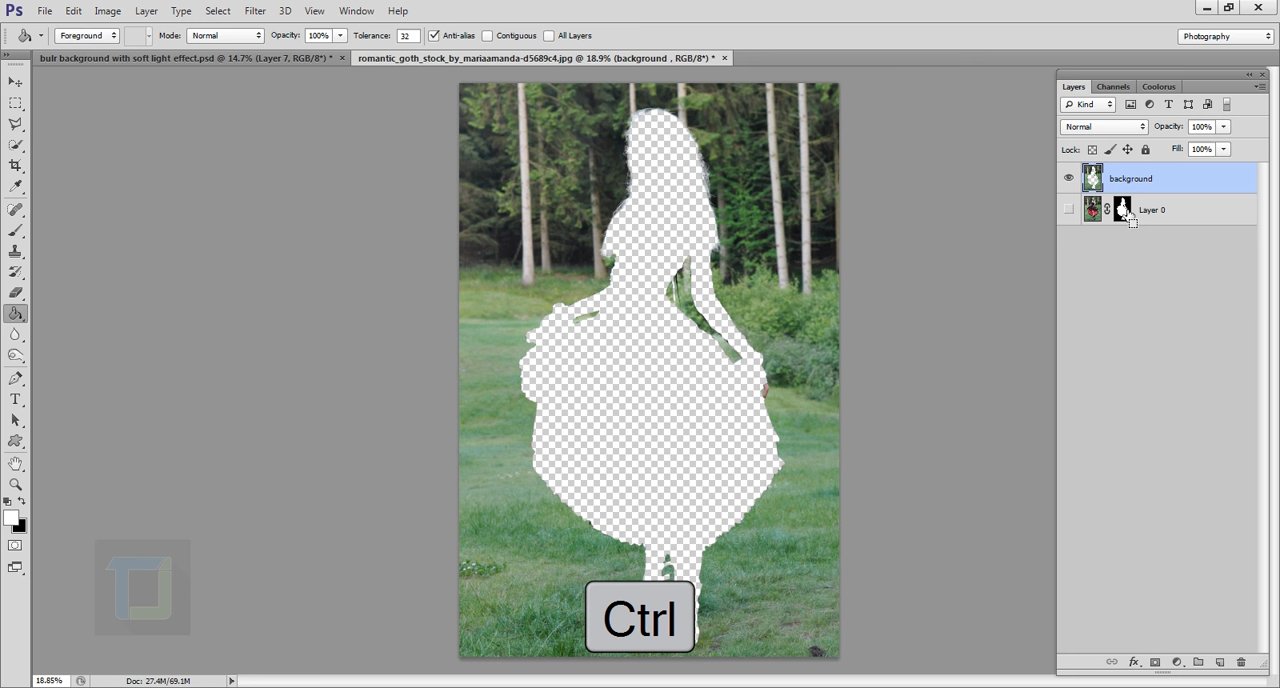 Ps File Edit Image Layer Type Select Filter 3D View Window Help
Foreground Mode: Normal Opacity: 100% Tolerance: 32 Anti-alias Contiguous All Layers Photography
bulr background with soft light effect.psd @ 14.7% (Layer 7, RGB/8*) * × romantic_goth_stock_by_mariaamanda-d5689c4.jpg @ 18.9% (background , RGB/8*) * ×
Layers Channels Coolorus
Kind
Normal Opacity: 100%
Lock: Fill: 100%
background
Layer 0
Ctrl
18.85% Doc: 27.4M/69.1M